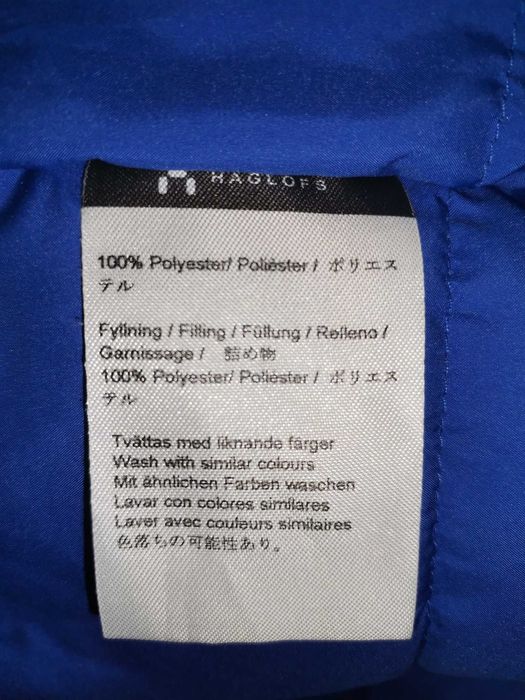 HAGLÖFS
100% Polyester/ Poliéster / ポリエス
テル
Fyllning / Filling / Füllung / Relleno /
Garnissage / 詰め物
100% Polyester/ Poliéster / ポリエス
テル
Tvättas med liknande färger
Wash with similar colours
Mit ähnlichen Farben waschen
Lavar con colores similares
Laver avec couleurs similaires
色落ちの可能性あり。